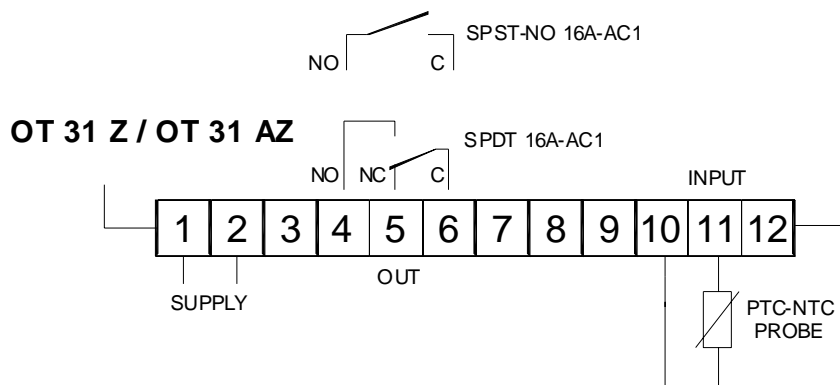 SPST-NO 16A-AC1
NO C
OT 31 Z / OT 31 AZ
SPDT 16A-AC1
NO NC C
INPUT
1 2 3 4 5 6 7 8 9 10 11 12
OUT
SUPPLY
PTC-NTC
PROBE